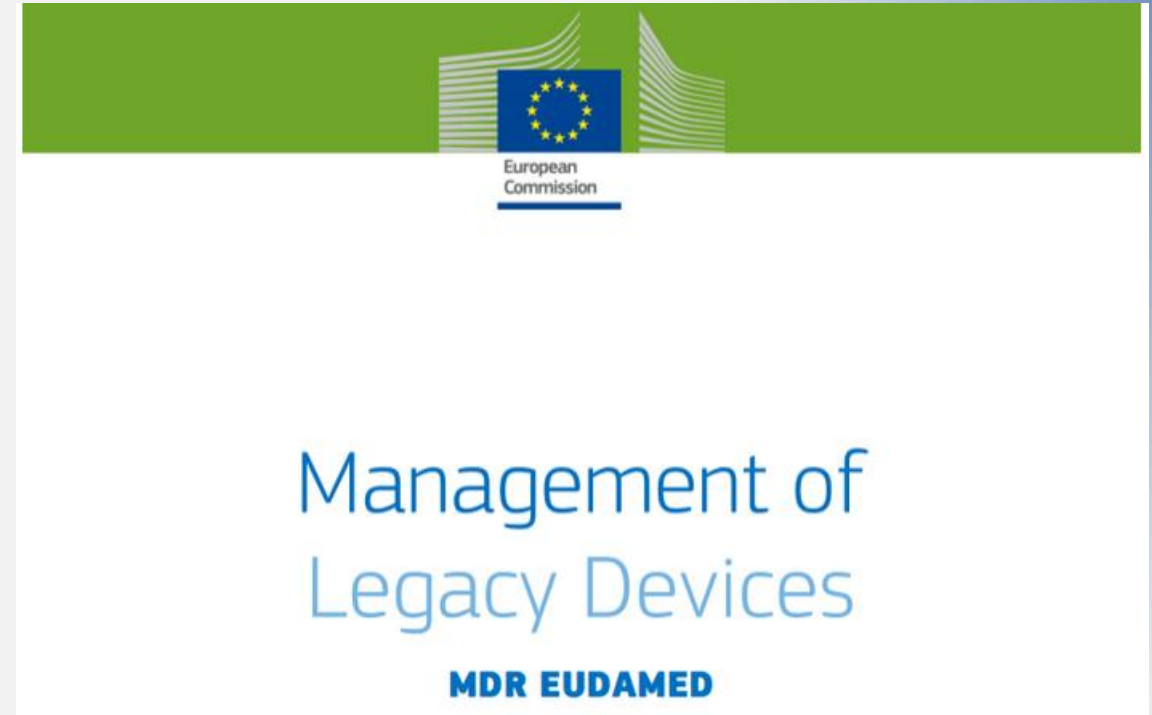 European
Commission
Management of
Legacy Devices
MDR EUDAMED